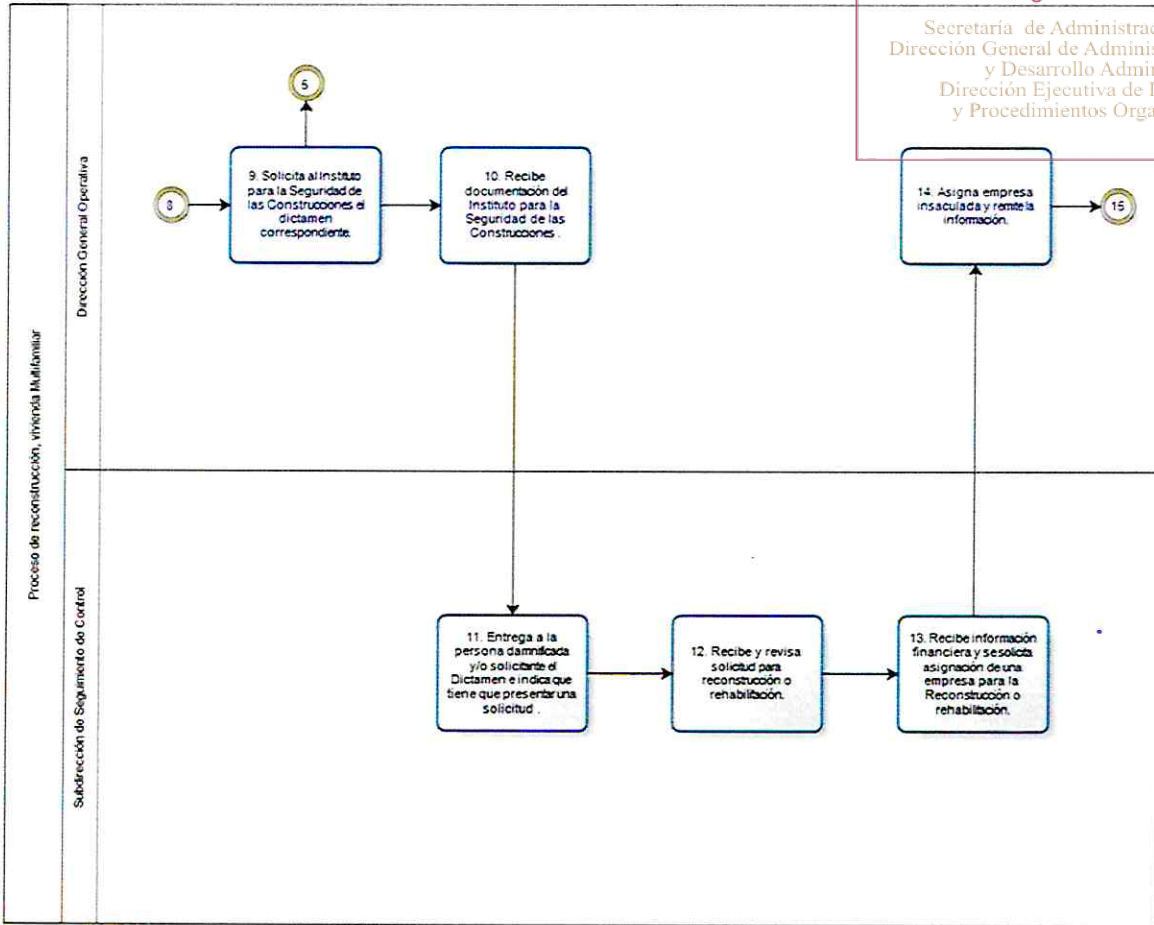 Secretaría de Administrac
Dirección General de Adminis
y Desarrollo Admin
Dirección Ejecutiva de
y Procedimientos Orga
Proceso de reconstrucción, vivienda Multifamiliar
Dirección General Operativa
5
8
9. Solicita al Instituto
para la Seguridad de
las Construcciones el
dictamen
correspondiente.
10. Recibe
documentación del
Instituto para la
Seguridad de las
Construcciones .
14. Asigna empresa
insaculada y remite la
información.
15
Subdirección de Seguimiento de Control
11. Entrega a la
persona damnificada
y/o solicitante el
Dictamen e indica que
tiene que presentar una
solicitud .
12. Recibe y revisa
solicitud para
reconstrucción o
rehabilitación.
13. Recibe información
financiera y se solicita
asignación de una
empresa para la
Reconstrucción o
rehabilitación.